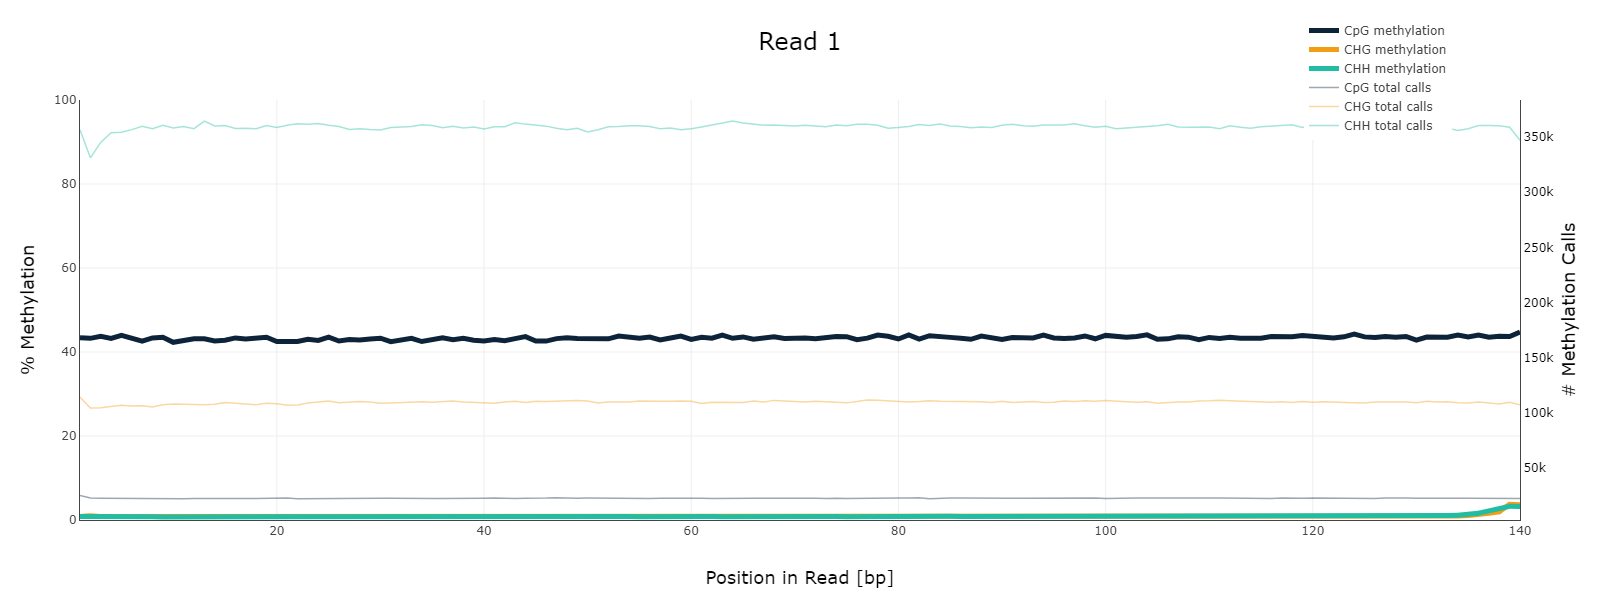 Read 1
CpG methylation
CHG methylation
CHH methylation
CpG total calls
CHG total calls
CHH total calls
% Methylation
100
80
60
40
20
0
350k
300k
250k
200k
150k
100k
50k
# Methylation Calls
20
40
60
80
100
120
140
Position in Read [bp]